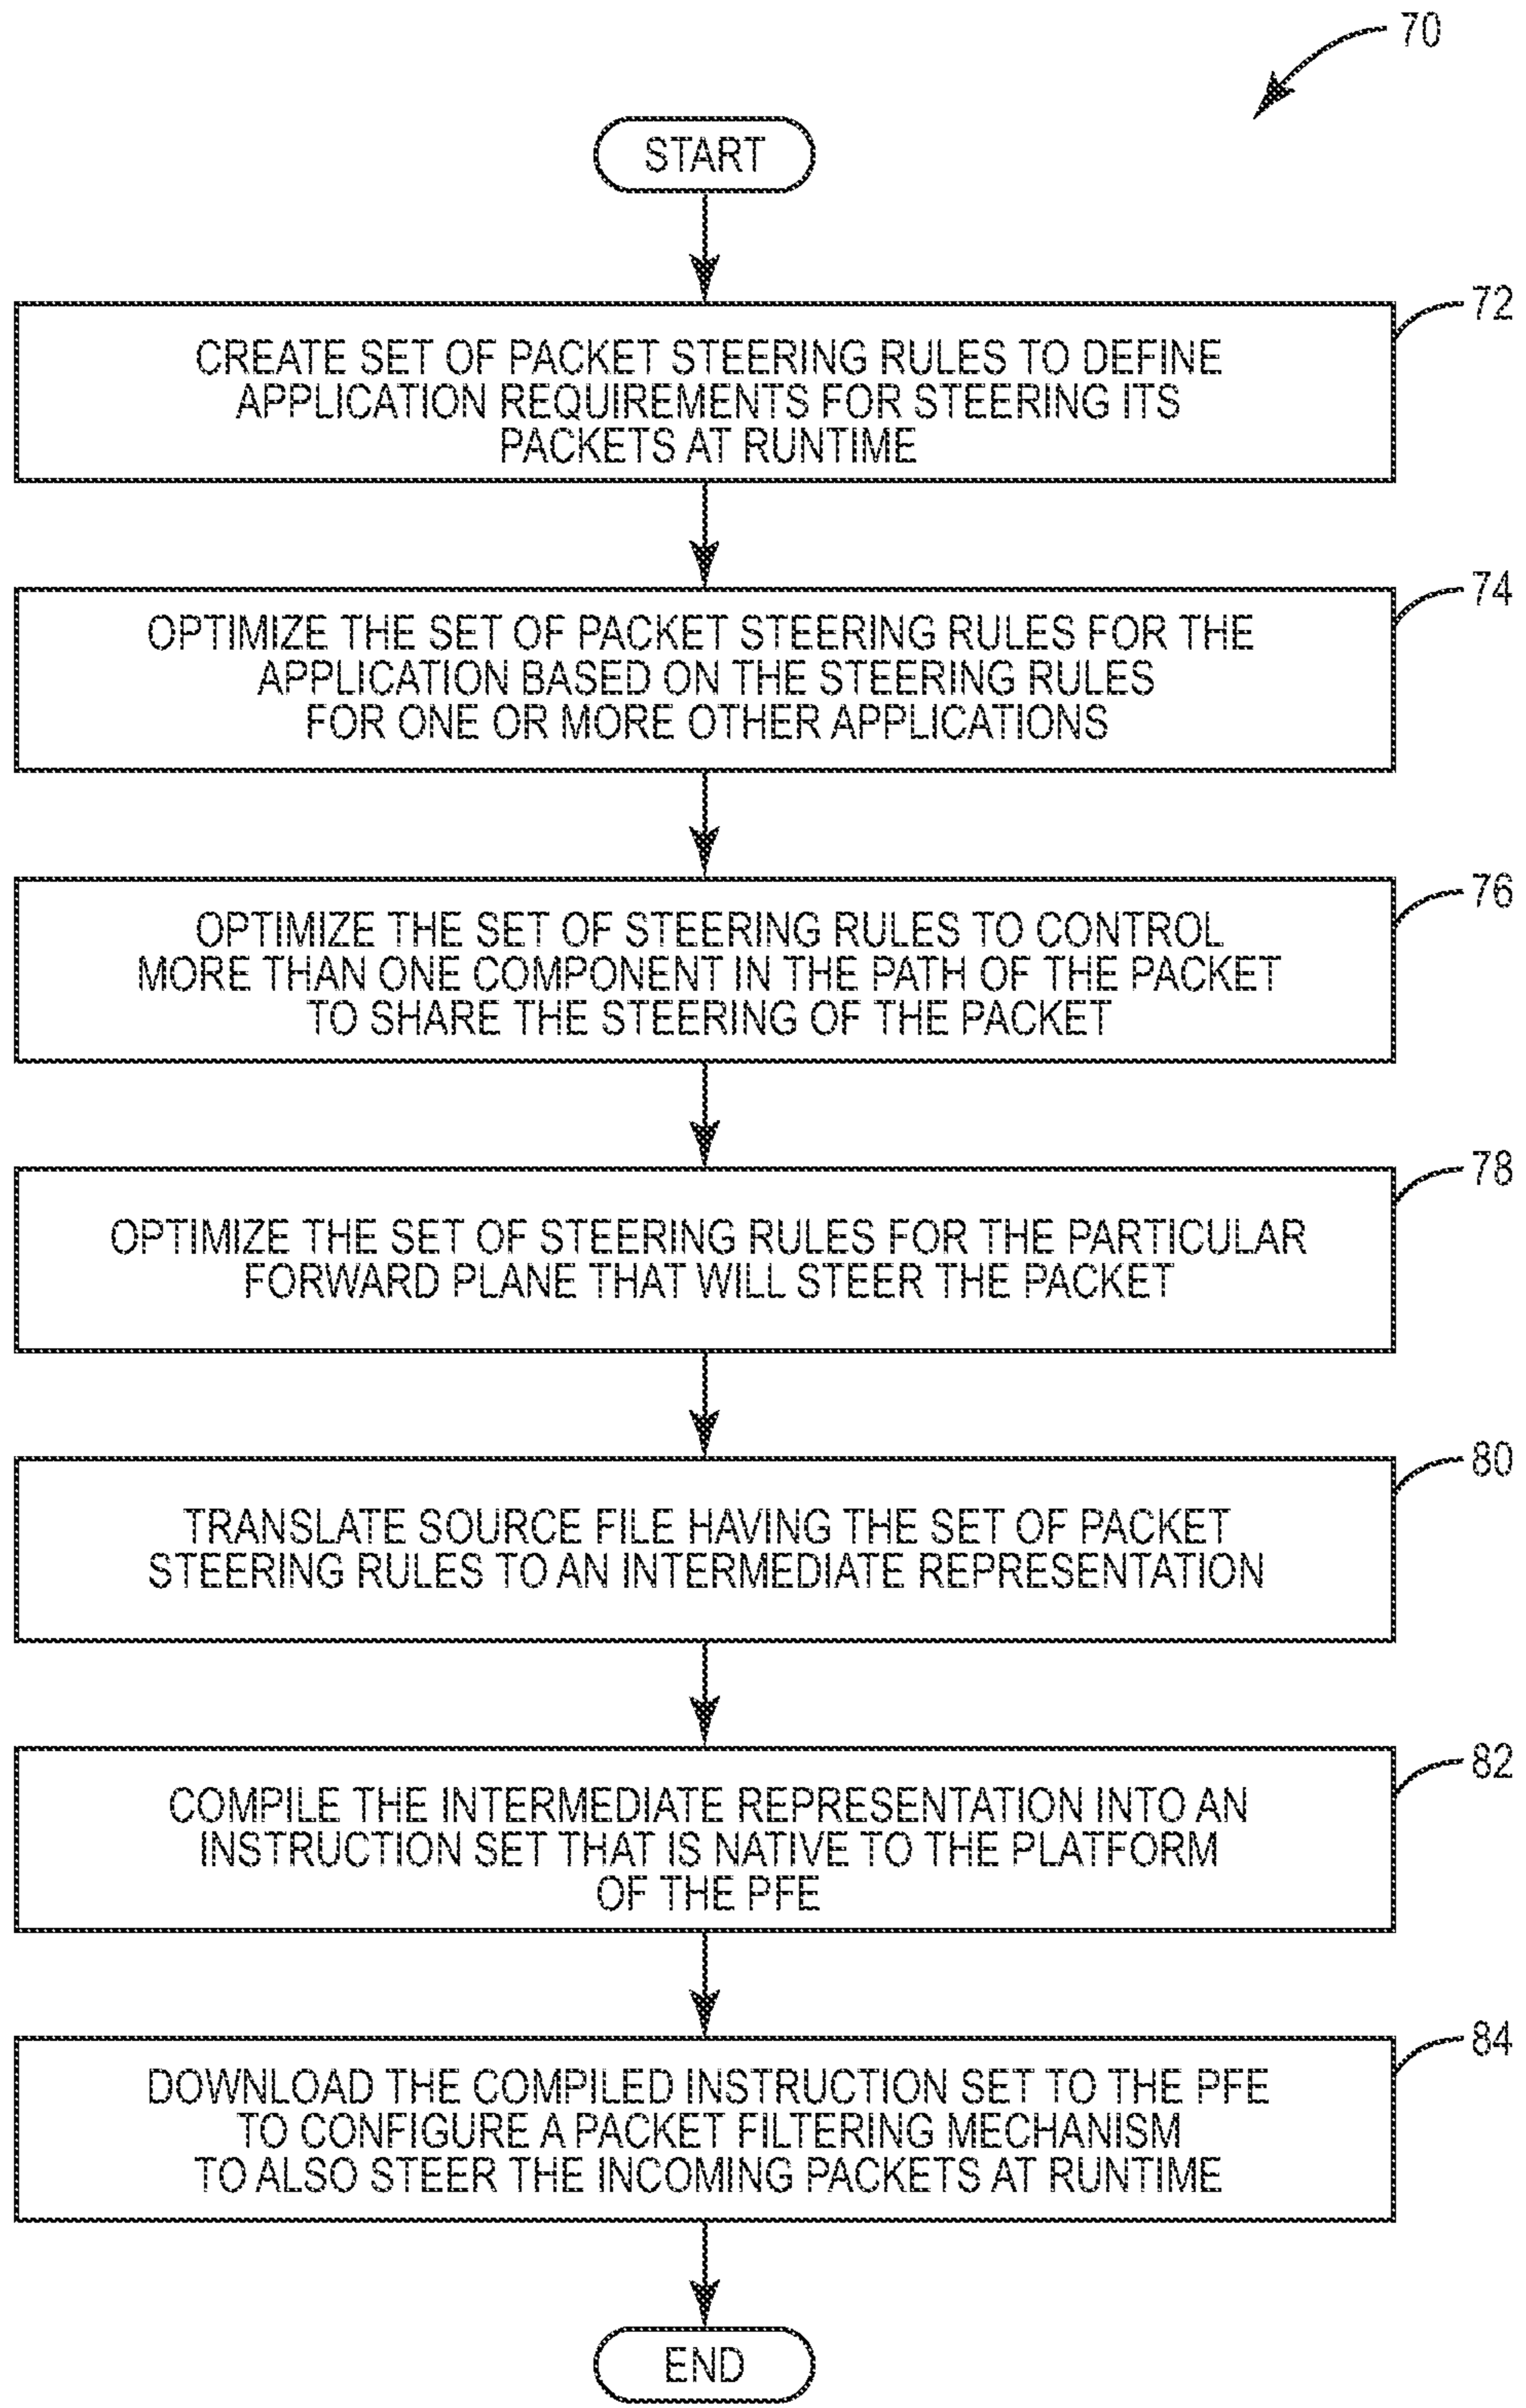 70
START
72
CREATE SET OF PACKET STEERING RULES TO DEFINE
APPLICATION REQUIREMENTS FOR STEERING ITS
PACKETS AT RUNTIME
74
OPTIMIZE THE SET OF PACKET STEERING RULES FOR THE
APPLICATION BASED ON THE STEERING RULES
FOR ONE OR MORE OTHER APPLICATIONS
76
OPTIMIZE THE SET OF STEERING RULES TO CONTROL
MORE THAN ONE COMPONENT IN THE PATH OF THE PACKET
TO SHARE THE STEERING OF THE PACKET
78
OPTIMIZE THE SET OF STEERING RULES FOR THE PARTICULAR
FORWARD PLANE THAT WILL STEER THE PACKET
80
TRANSLATE SOURCE FILE HAVING THE SET OF PACKET
STEERING RULES TO AN INTERMEDIATE REPRESENTATION
82
COMPILE THE INTERMEDIATE REPRESENTATION INTO AN
INSTRUCTION SET THAT IS NATIVE TO THE PLATFORM
OF THE PFE
84
DOWNLOAD THE COMPILED INSTRUCTION SET TO THE PFE
TO CONFIGURE A PACKET FILTERING MECHANISM
TO ALSO STEER THE INCOMING PACKETS AT RUNTIME
END